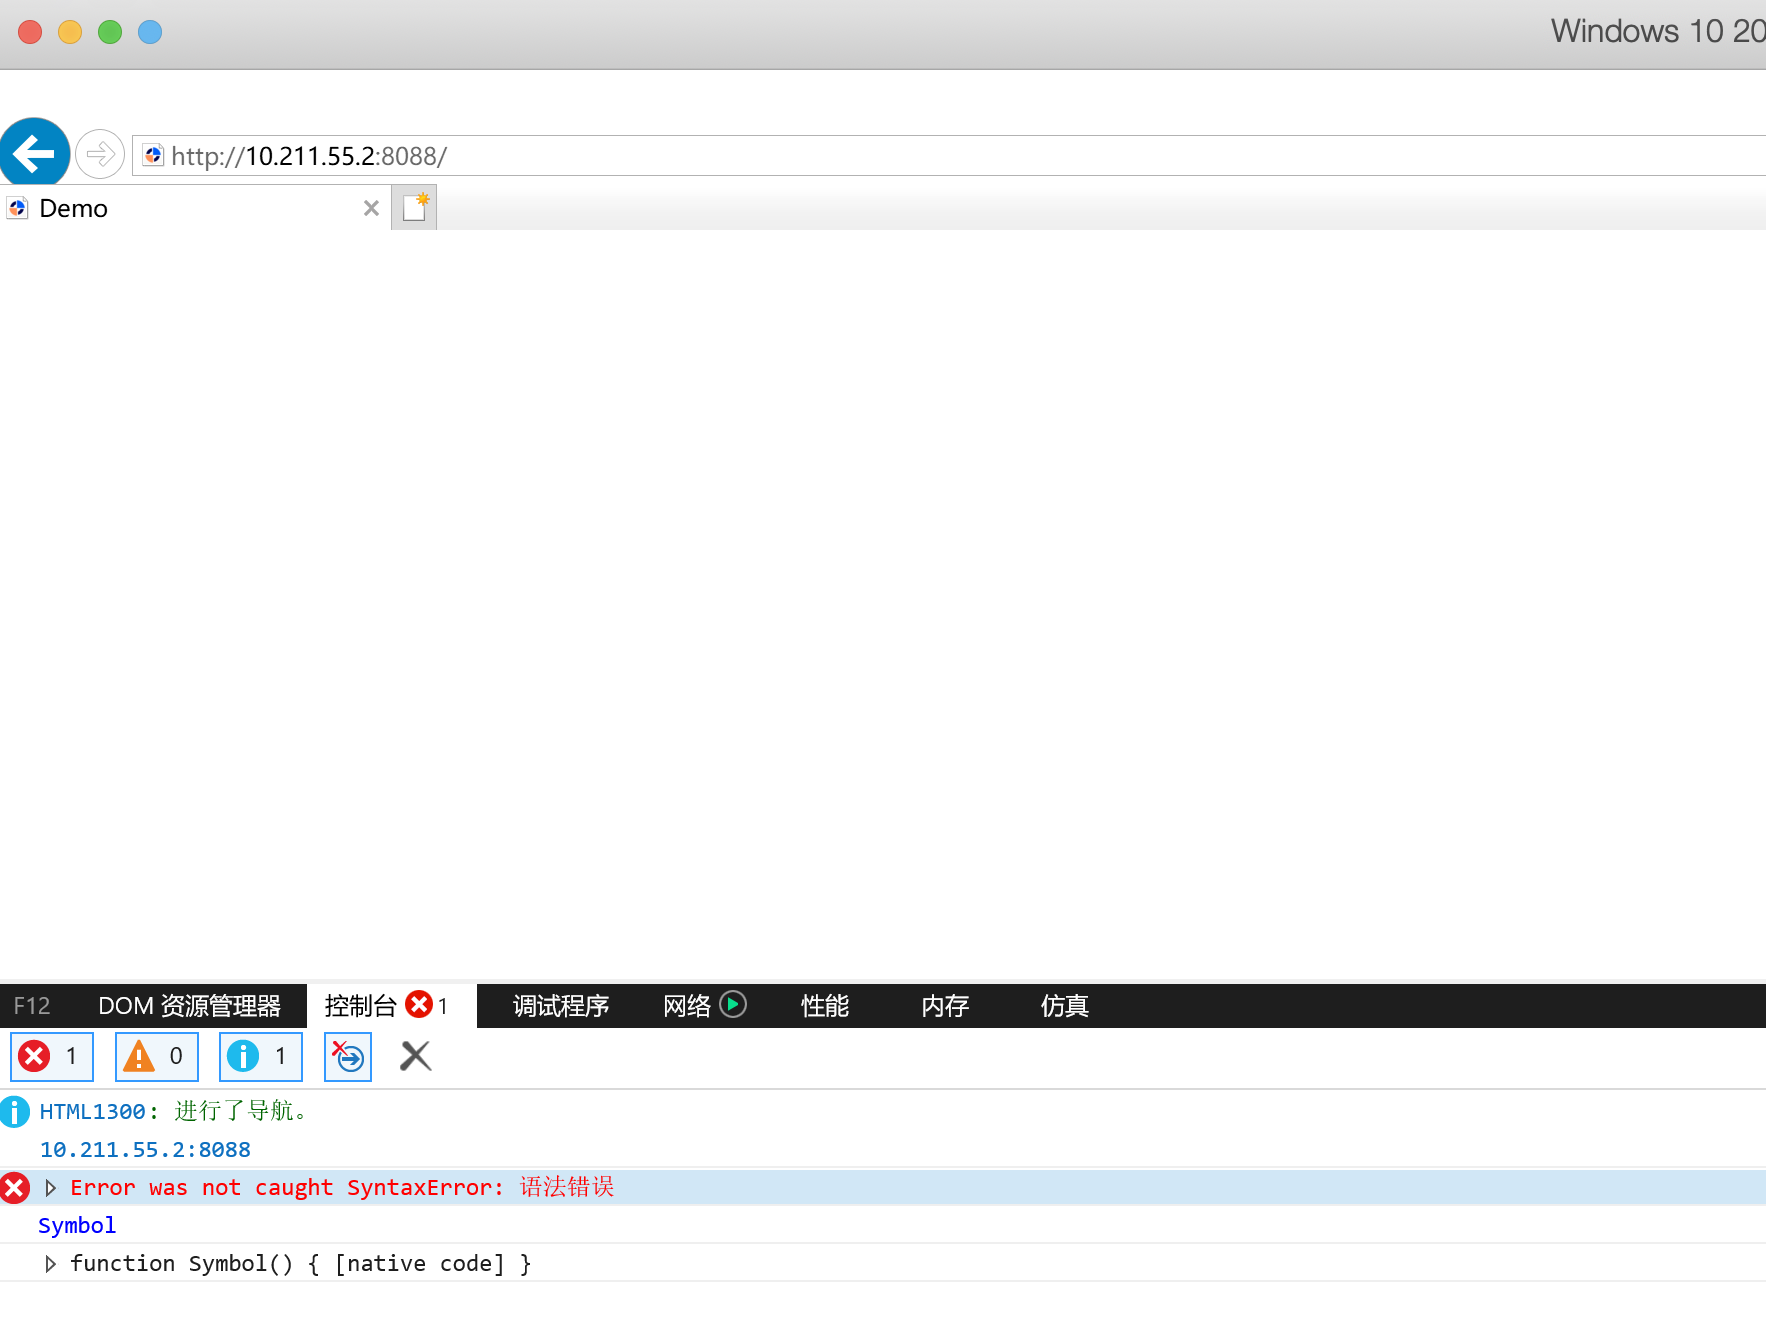 Windows 10 20
http://10.211.55.2:8088/
Demo
F12 DOM 资源管理器 控制台 1 调试程序 网络 性能 内存 仿真
1 0 1
HTML1300: 进行了导航。
10.211.55.2:8088
Error was not caught SyntaxError: 语法错误
Symbol
function Symbol() { [native code] }